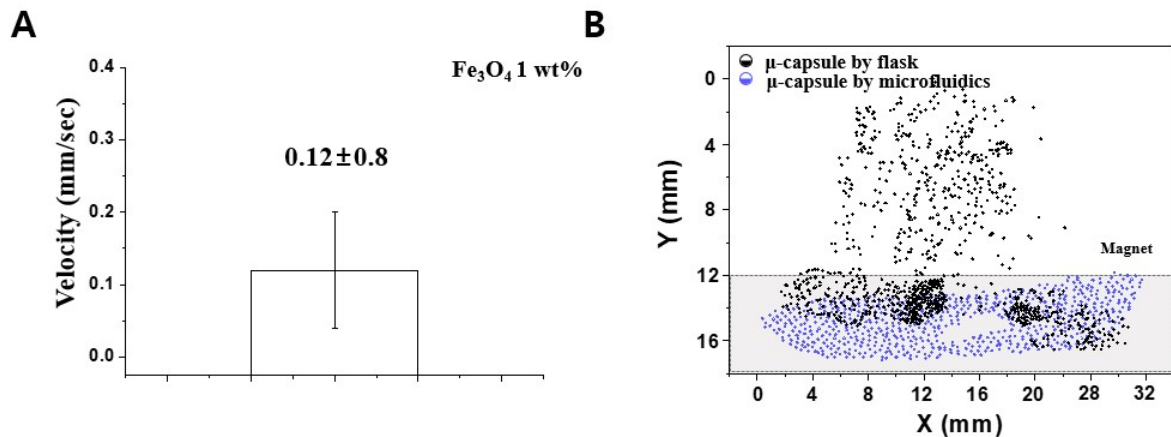 A
Fe₃O₄ 1 wt%
0.12±0.8
Velocity (mm/sec)
0.4
0.3
0.2
0.1
0.0
B
μ-capsule by flask
μ-capsule by microfluidics
Magnet
Y (mm)
0
4
8
12
16
0 4 8 12 16 20 28 32
X (mm)